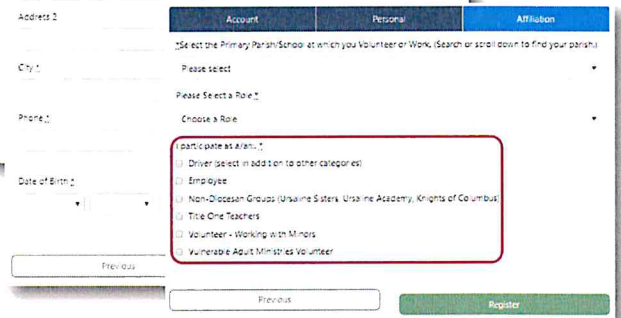 Address 2
City *
Phone *
Date of Birth *
Previous
Account
Personal
Affiliation
*Select the Primary Parish/School at which you Volunteer or Work. (Search or scroll down to find your parish.)
Please select
Please Select a Role *
Choose a Role
I participate as a/an: *
Driver (select in addition to other categories)
Employee
Non-Diocesan Groups (Ursaline Sisters, Ursaline Academy, Knights of Columbus)
Title One Teachers
Volunteer - Working with Minors
Vulnerable Adult Ministries Volunteer
Previous
Register